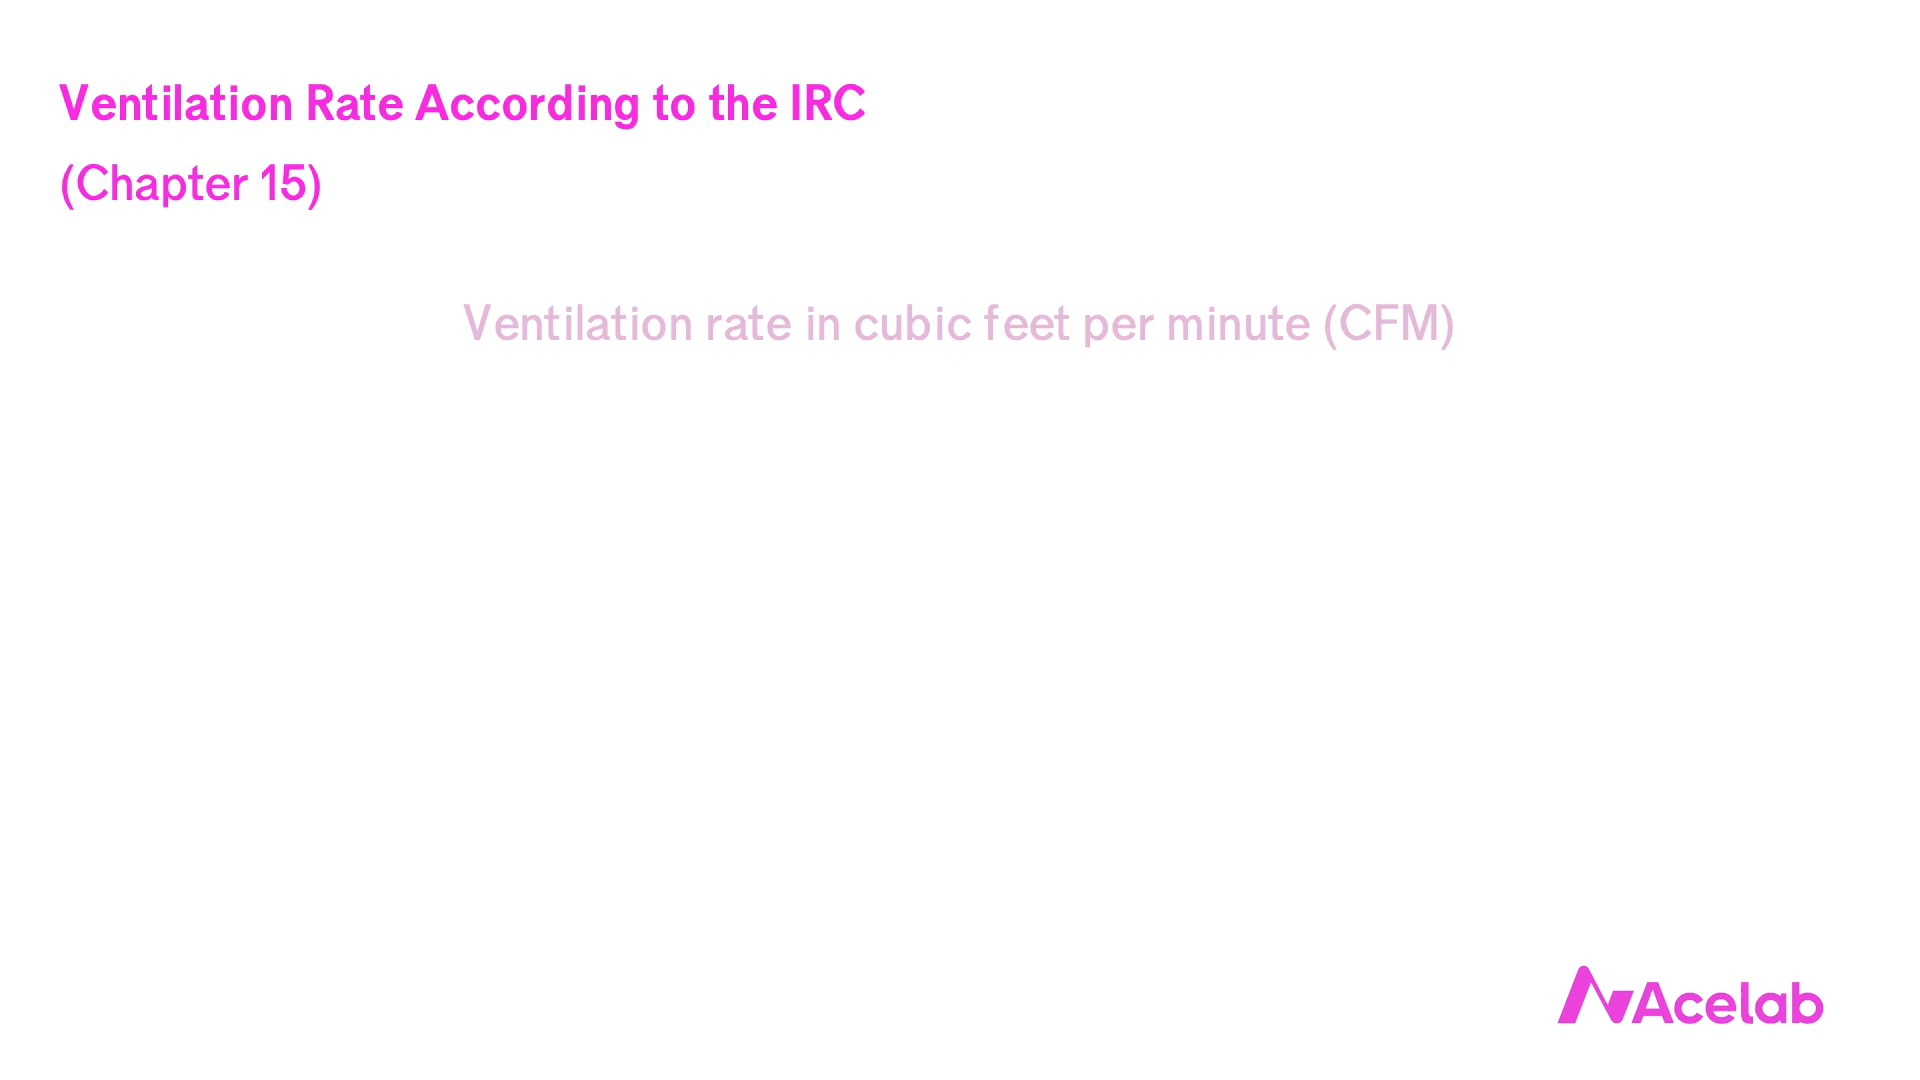 Ventilation Rate According to the IRC
(Chapter 15)
Ventilation rate in cubic feet per minute (CFM)
Acelab